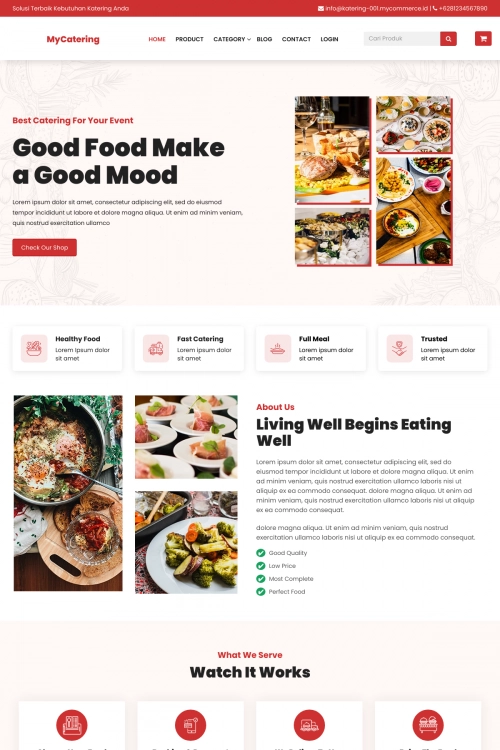 Solusi Terbaik Kebutuhan Katering Anda
info@katering-001.mycommerce.id | +6281234567890
MyCatering
HOME PRODUCT CATEGORY BLOG CONTACT LOGIN
Cari Produk
Best Catering For Your Event
Good Food Make
a Good Mood
Lorem ipsum dolor sit amet, consectetur adipiscing elit, do eiusmod
tempor incididunt ut labore et dolore magna aliqua. Ut enim ad minim veniam,
quis nostrud exercitation ullamco
Check Our Shop
Healthy Food
Lorem ipsum dolor
sit amet
Fast Catering
Lorem ipsum dolor
sit amet
Full Meal
Lorem ipsum dolor
sit amet
Trusted
Lorem ipsum dolor
sit amet
About Us
Living Well Begins Eating
Well
Lorem ipsum dolor sit amet, consectetur adipiscing elit, sed do
eiusmod tempor incididunt ut labore et dolore magna aliqua. Ut enim
ad minim veniam, quis nostrud exercitation ullamco laboris nisi ut
aliquip ex ea commodo consequat. dolore magna aliqua. Ut enim ad
minim veniam, quis nostrud exercitation ullamco laboris nisi ut
aliquip ex ea commodo consequat.
dolore magna aliqua. Ut enim ad minim veniam, quis nostrud
exercitation ullamco laboris nisi ut aliquip ex ea commodo consequat.
Good Quality
Low Price
Most Complete
Perfect Food
What We Serve
Watch It Works